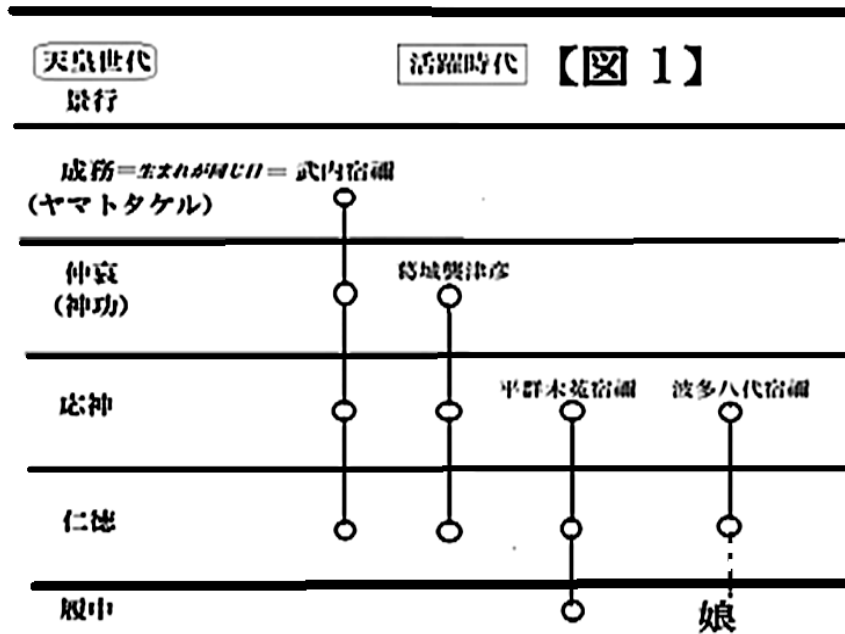 天皇世代 活躍時代 【図 1】
景行
成務=生まれが同じ日= 武内宿禰
(ヤマトタケル)
仲哀 葛城襲津彦
(神功)
応神 平群木菟宿禰 波多八代宿禰
仁徳
履中 娘